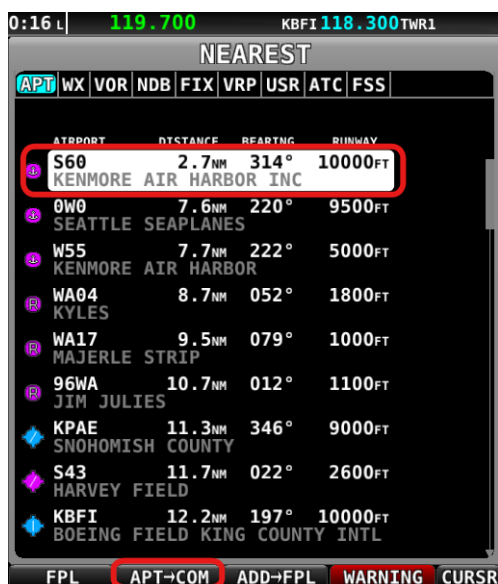 0:16 L 119.700 KBFI 118.300 TWR1
NEAREST
APT WX VOR NDB FIX VRP USR ATC FSS
AIRPORT DISTANCE BEARING RUNWAY
S60 2.7NM 314° 10000FT
KENMORE AIR HARBOR INC
0W0 7.6NM 220° 9500FT
SEATTLE SEAPLANES
W55 7.7NM 222° 5000FT
KENMORE AIR HARBOR
R WA04 8.7NM 052° 1800FT
KYLES
R WA17 9.5NM 079° 1000FT
MAJERLE STRIP
R 96WA 10.7NM 012° 1100FT
JIM JULIES
KPAE 11.3NM 346° 9000FT
SNOHOMISH COUNTY
S43 11.7NM 022° 2600FT
HARVEY FIELD
KBFI 12.2NM 197° 10000FT
BOEING FIELD KING COUNTY INTL
FPL APT→COM ADD→FPL WARNING CURSR